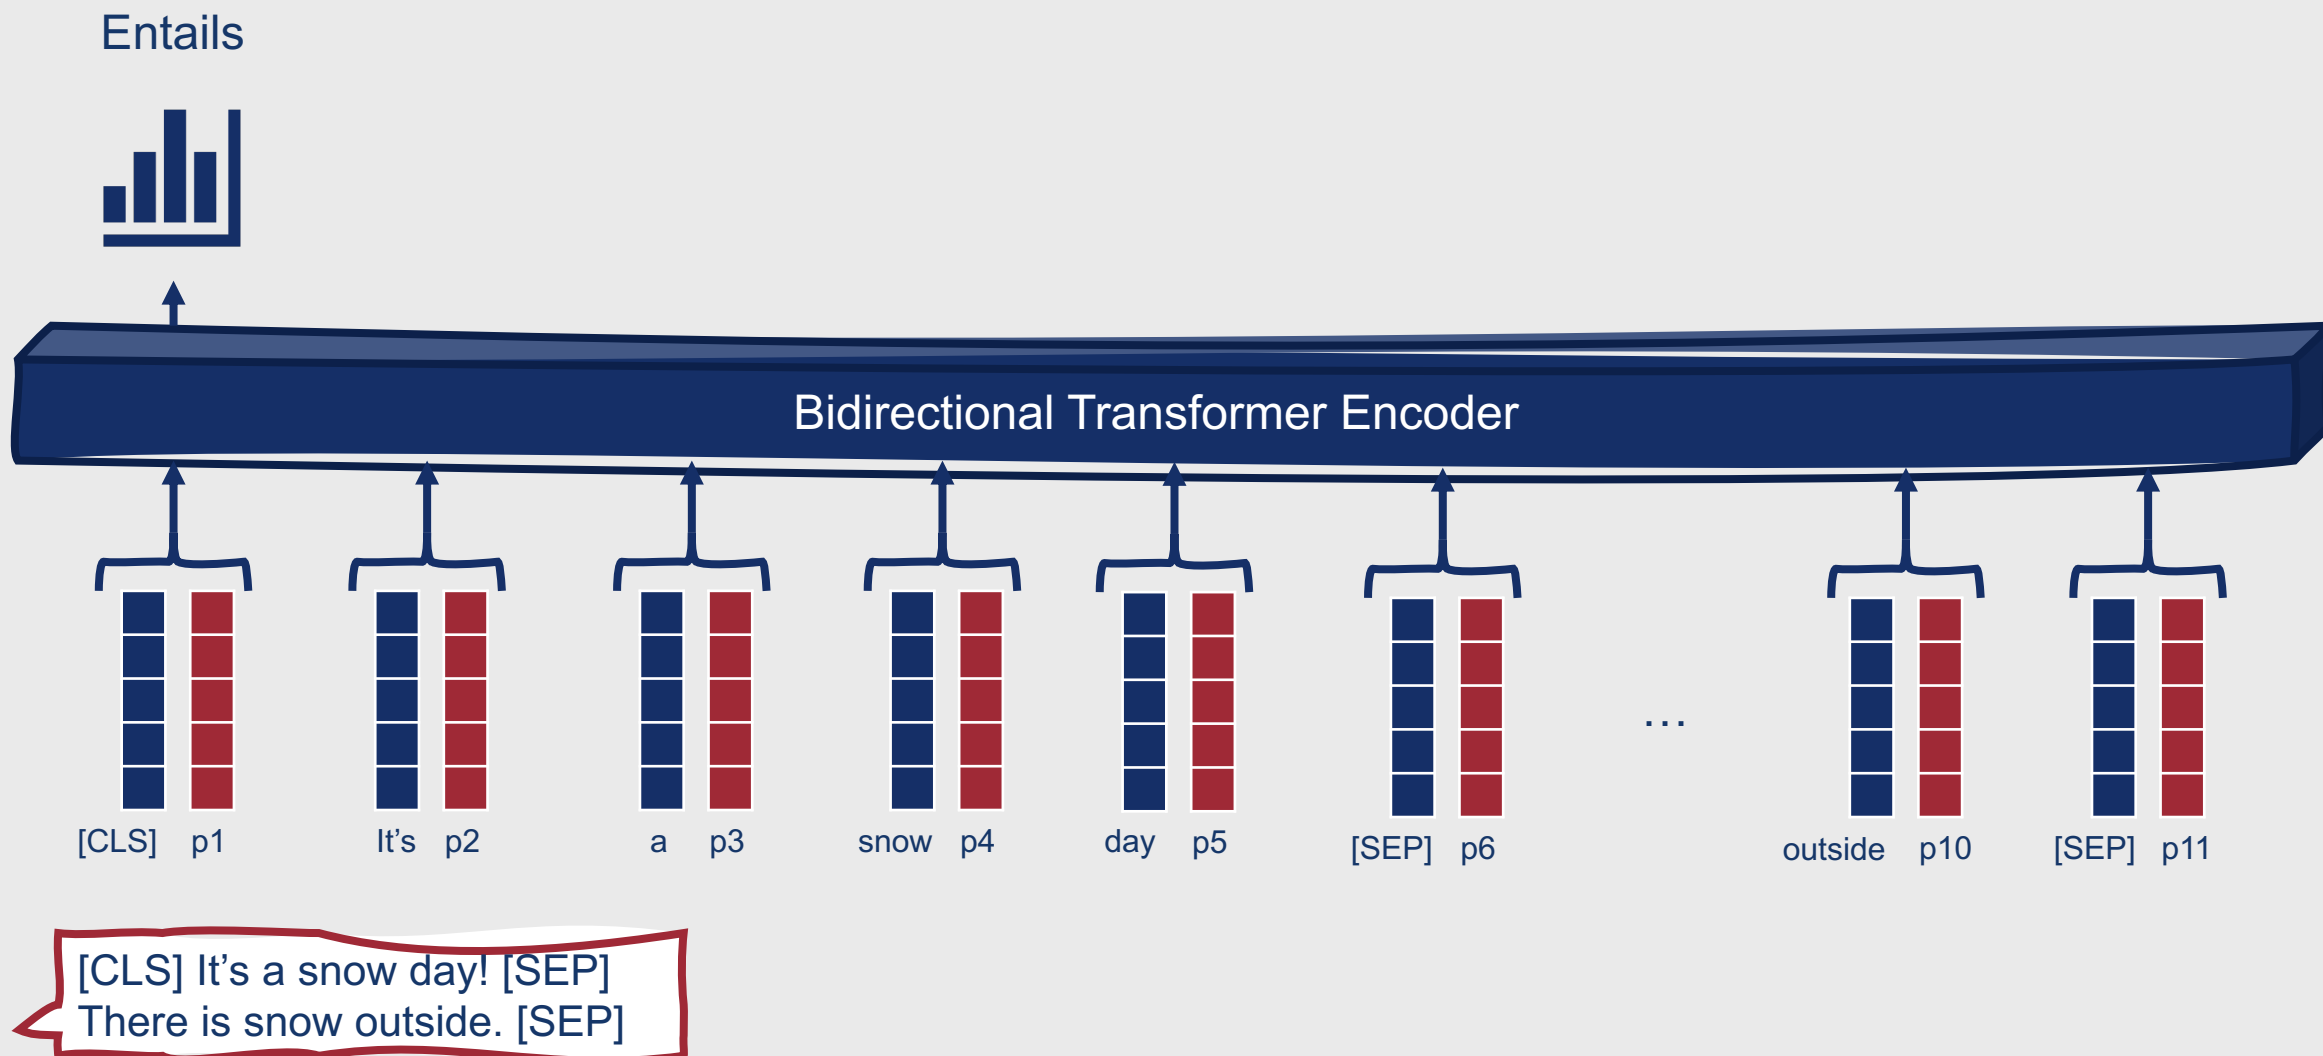 Entails
Bidirectional Transformer Encoder
[CLS] p1 It’s p2 a p3 snow p4 day p5 [SEP] p6 … outside p10 [SEP] p11
[CLS] It’s a snow day! [SEP]
There is snow outside. [SEP]